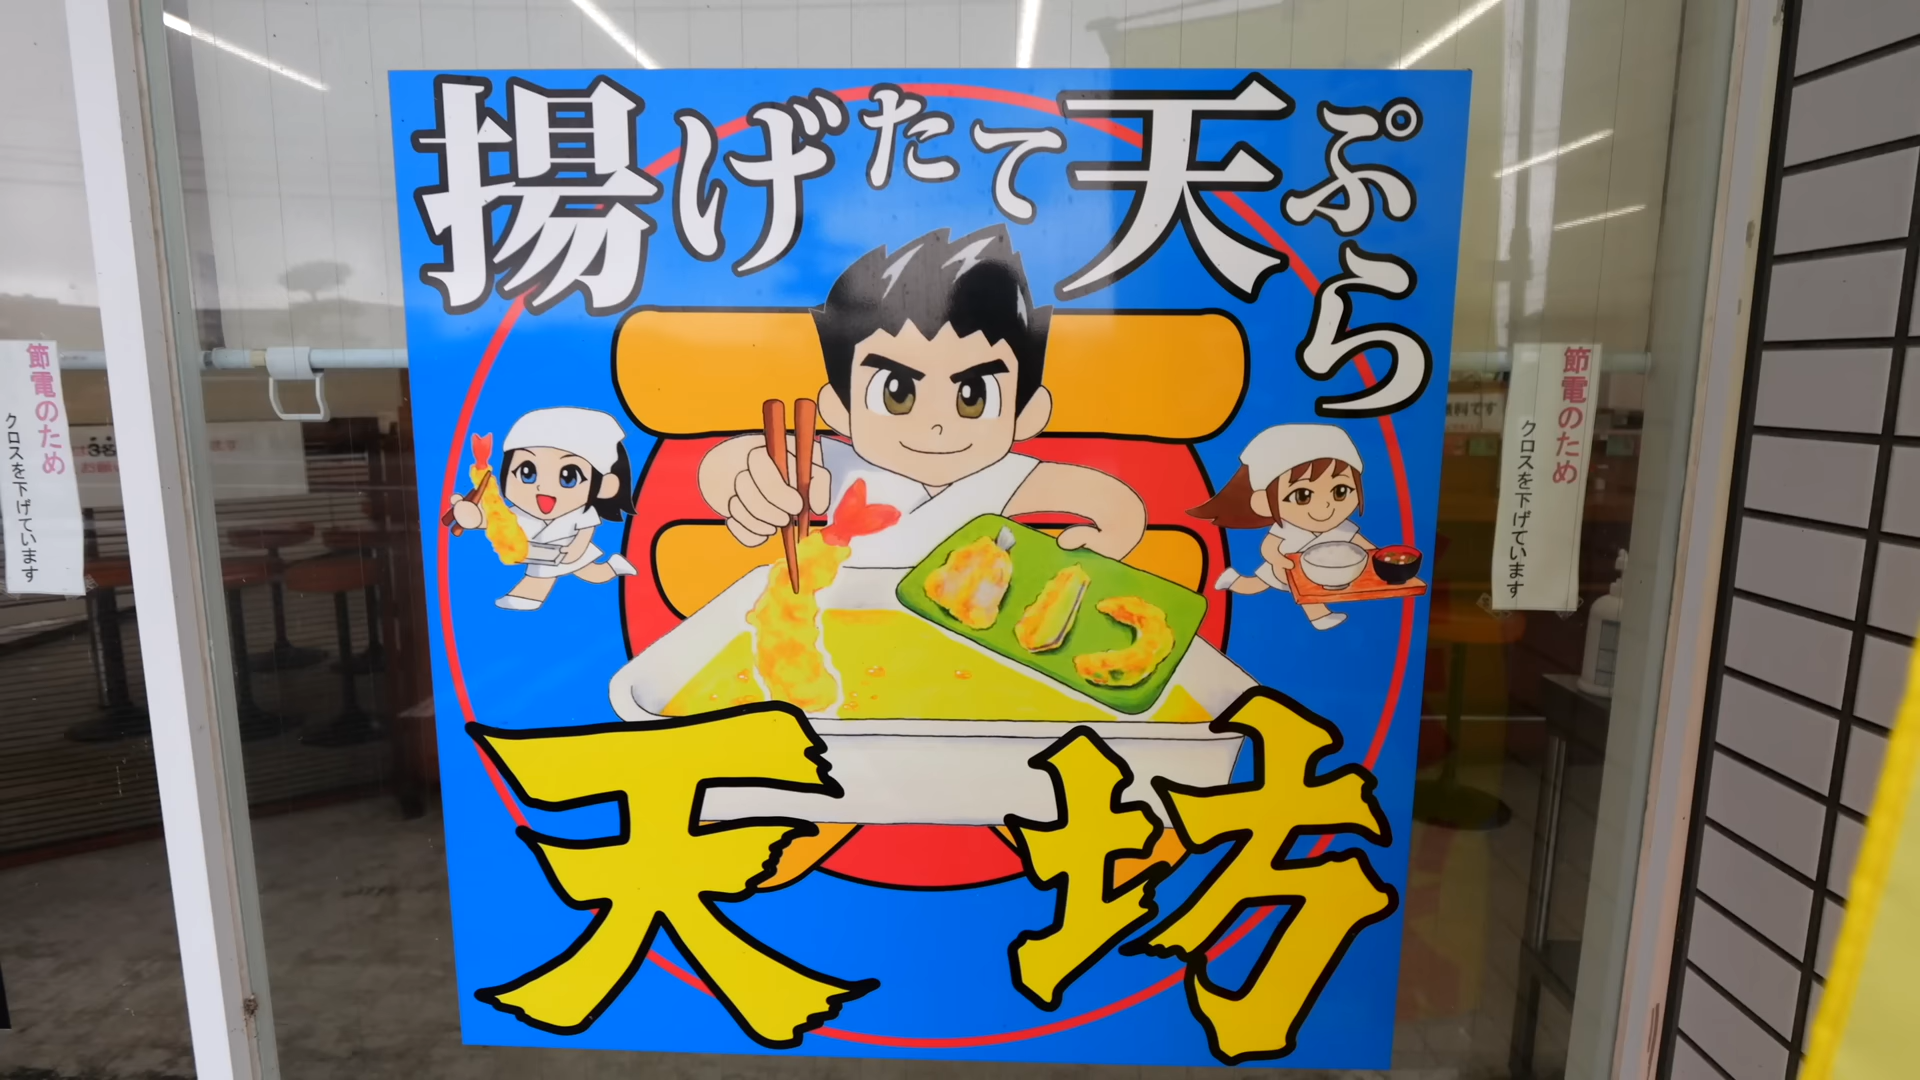 揚げたて天ぷら
天坊
節電のため
クロスを下げています
節電のため
クロスを下げています